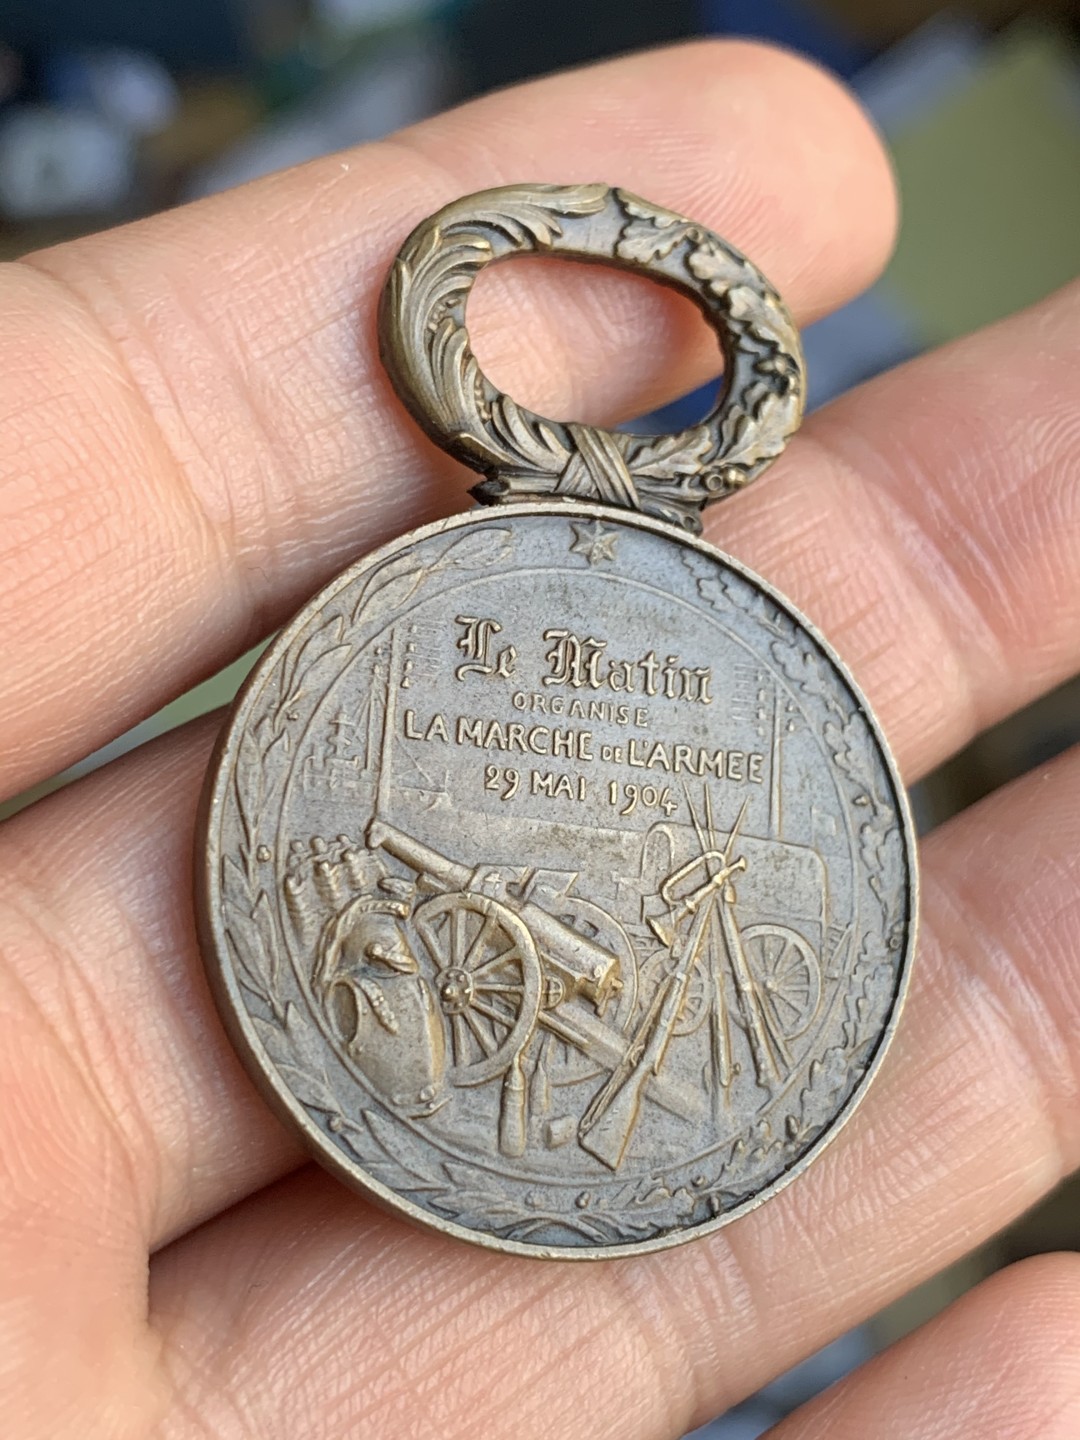 Le Matin
ORGANISE
LA MARCHE DE L'ARMEE
29 MAI 1904